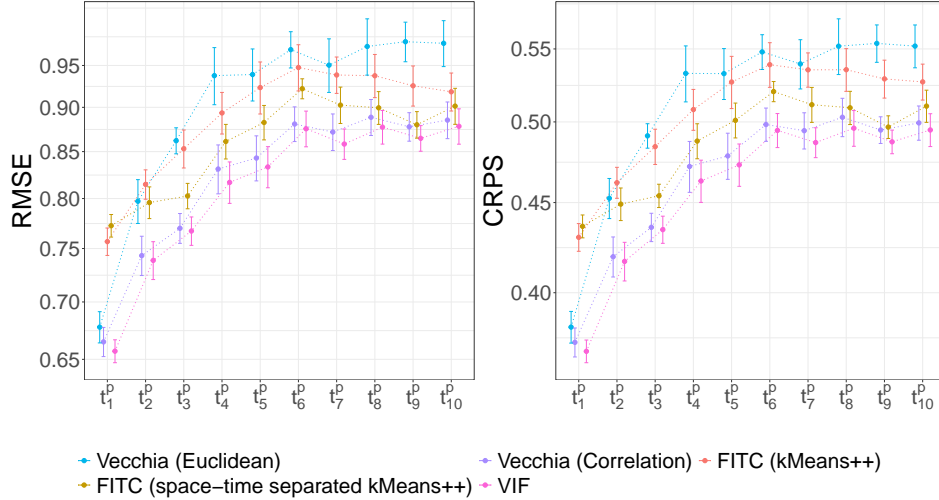 RMSE
0.95
0.90
0.85
0.80
0.75
0.70
0.65
t₁ᵖ t₂ᵖ t₃ᵖ t₄ᵖ t₅ᵖ t₆ᵖ t₇ᵖ t₈ᵖ t₉ᵖ t₁₀ᵖ
CRPS
0.55
0.50
0.45
0.40
t₁ᵖ t₂ᵖ t₃ᵖ t₄ᵖ t₅ᵖ t₆ᵖ t₇ᵖ t₈ᵖ t₉ᵖ t₁₀ᵖ
Vecchia (Euclidean) Vecchia (Correlation) FITC (kMeans++)
FITC (space−time separated kMeans++) VIF